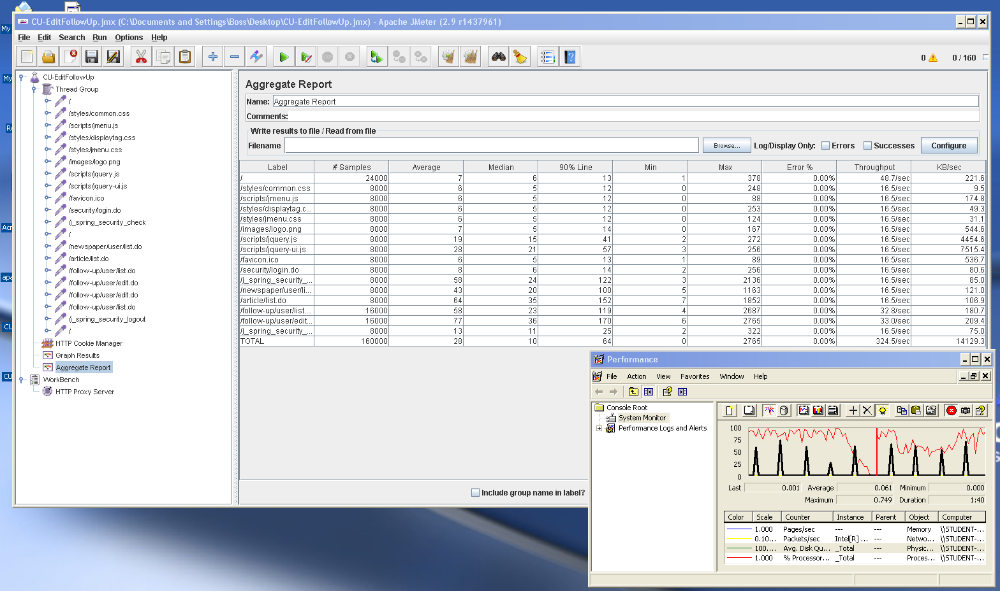 CU-EditFollowUp.jmx (C:\Documents and Settings\Boss\Desktop\CU-EditFollowUp.jmx) - Apache JMeter (2.9 r1437961)
File Edit Search Run Options Help
0 0 / 160
My
My
Re
Acr
apa
CU
CU
CU-EditFollowUp
Thread Group
/
/styles/common.css
/scripts/jmenu.js
/styles/displaytag.css
/styles/jmenu.css
/images/logo.png
/scripts/jquery.js
/scripts/jquery-ui.js
/favicon.ico
/security/login.do
/j_spring_security_check
/
/newspaper/user/list.do
/article/list.do
/follow-up/user/list.do
/follow-up/user/edit.do
/follow-up/user/edit.do
/follow-up/user/list.do
/j_spring_security_logout
/
HTTP Cookie Manager
Graph Results
Aggregate Report
WorkBench
HTTP Proxy Server
Aggregate Report
Name: Aggregate Report
Comments:
Write results to file / Read from file
Filename Browse... Log/Display Only: Errors Successes Configure
Label # Samples Average Median 90% Line Min Max Error % Throughput KB/sec
/ 24000 7 6 13 1 378 0.00% 48.7/sec 221.6
/styles/common.css 8000 6 5 12 0 248 0.00% 16.5/sec 9.5
/scripts/jmenu.js 8000 6 5 12 0 88 0.00% 16.5/sec 174.8
/styles/displaytag.c... 8000 6 5 12 0 253 0.00% 16.5/sec 49.3
/styles/jmenu.css 8000 6 5 12 0 124 0.00% 16.5/sec 31.1
/images/logo.png 8000 7 5 14 0 167 0.00% 16.5/sec 544.6
/scripts/jquery.js 8000 19 15 41 2 272 0.00% 16.5/sec 4454.6
/scripts/jquery-ui.js 8000 28 21 57 3 256 0.00% 16.5/sec 7515.4
/favicon.ico 8000 6 5 13 1 89 0.00% 16.5/sec 536.7
/security/login.do 8000 8 6 14 2 256 0.00% 16.5/sec 80.6
/j_spring_security_... 8000 58 24 122 3 2136 0.00% 16.5/sec 85.0
/newspaper/user/li... 8000 43 20 100 5 1163 0.00% 16.5/sec 121.0
/article/list.do 8000 64 35 152 7 1852 0.00% 16.5/sec 106.9
/follow-up/user/list.... 16000 58 23 119 4 2687 0.00% 32.8/sec 180.7
/follow-up/user/edit... 16000 77 36 170 6 2765 0.00% 33.0/sec 209.4
/j_spring_security_... 8000 13 11 25 2 322 0.00% 16.5/sec 75.0
TOTAL 160000 28 10 64 0 2765 0.00% 324.5/sec 14129.3
Include group name in label?
Performance
File Action View Favorites Window Help
Console Root
System Monitor
Performance Logs and Alerts
100
75
50
25
0
Last 0.001 Average 0.061 Minimum 0.000
Maximum 0.749 Duration 1:40
Color Scale Counter Instance Parent Object Computer
1.000 Pages/sec --- --- Memory \\STUDENT-...
0.10... Packets/sec Intel[R] ... --- Netwo... \\STUDENT-...
100.... Avg. Disk Qu... _Total --- Physic... \\STUDENT-...
1.000 % Processor... _Total --- Proces... \\STUDENT-...